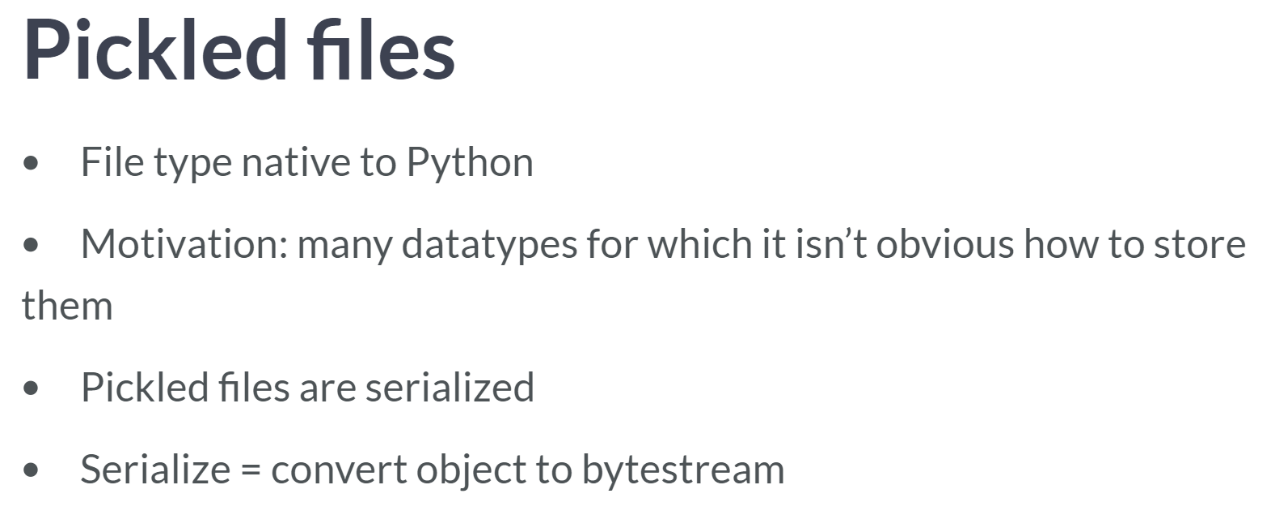 Pickled files
• File type native to Python
• Motivation: many datatypes for which it isn’t obvious how to store
them
• Pickled files are serialized
• Serialize = convert object to bytestream